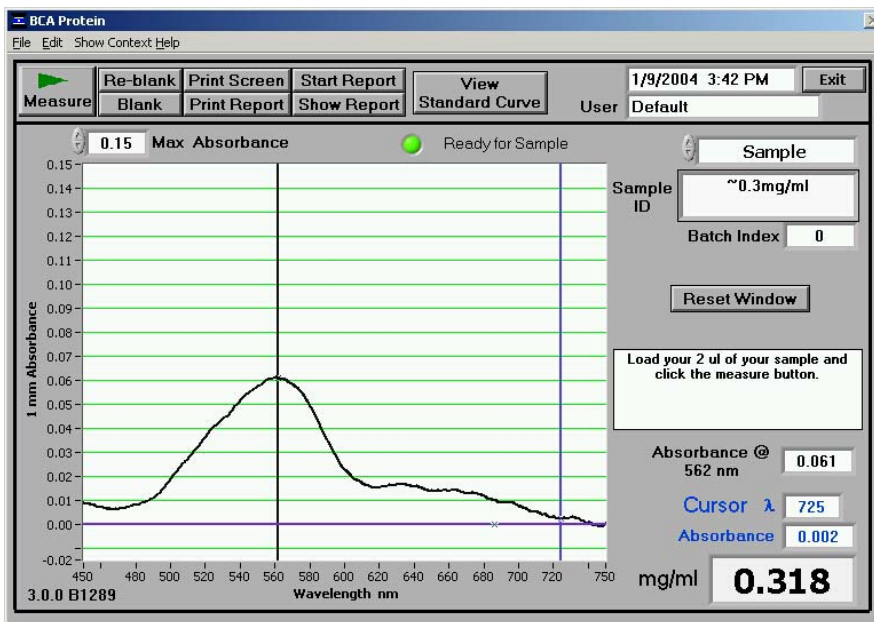 BCA Protein
File Edit Show Context Help
Measure
Re-blank Print Screen Start Report
Blank Print Report Show Report
View
Standard Curve
1/9/2004 3:42 PM Exit
User Default
0.15 Max Absorbance
Ready for Sample
Sample
Sample
ID
~0.3mg/ml
Batch Index 0
Reset Window
Load your 2 ul of your sample and
click the measure button.
Absorbance @
562 nm
0.061
Cursor λ 725
Absorbance 0.002
mg/ml 0.318
1 mm Absorbance
0.15
0.14
0.13
0.12
0.11
0.10
0.09
0.08
0.07
0.06
0.05
0.04
0.03
0.02
0.01
0.00
-0.02
450 480 500 520 540 560 580 600 620 640 660 680 700 720 750
3.0.0 B1289 Wavelength nm